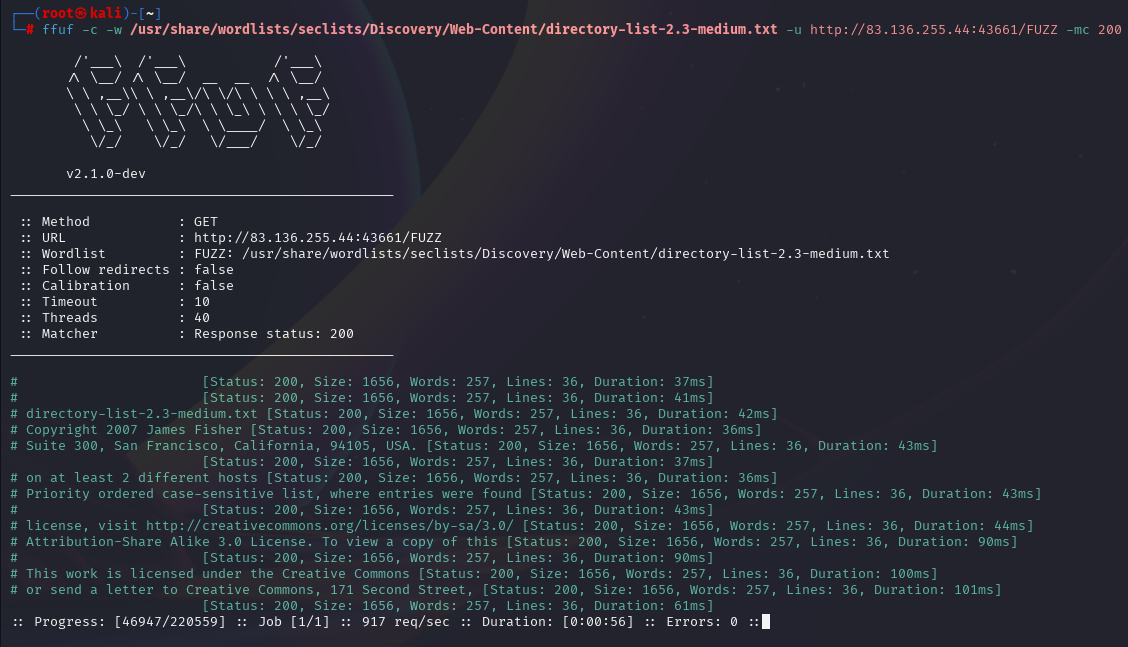 ┌──(root㉿kali)-[~]
└─# ffuf -c -w /usr/share/wordlists/seclists/Discovery/Web-Content/directory-list-2.3-medium.txt -u http://83.136.255.44:43661/FUZZ -mc 200

        /'___\  /'___\           /'___\
       /\ \__/ /\ \__/  __  __  /\ \__/
       \ \ ,__\\ \ ,__\/\ \/\ \ \ \ ,__\
        \ \ \_/ \ \ \_/\ \ \_\ \ \ \ \_/
         \ \_\   \ \_\  \ \____/  \ \_\
          \/_/    \/_/   \/___/    \/_/

       v2.1.0-dev
________________________________________________

 :: Method           : GET
 :: URL              : http://83.136.255.44:43661/FUZZ
 :: Wordlist         : FUZZ: /usr/share/wordlists/seclists/Discovery/Web-Content/directory-list-2.3-medium.txt
 :: Follow redirects : false
 :: Calibration      : false
 :: Timeout          : 10
 :: Threads          : 40
 :: Matcher          : Response status: 200
________________________________________________

#                       [Status: 200, Size: 1656, Words: 257, Lines: 36, Duration: 37ms]
#                       [Status: 200, Size: 1656, Words: 257, Lines: 36, Duration: 41ms]
# directory-list-2.3-medium.txt [Status: 200, Size: 1656, Words: 257, Lines: 36, Duration: 42ms]
# Copyright 2007 James Fisher [Status: 200, Size: 1656, Words: 257, Lines: 36, Duration: 36ms]
# Suite 300, San Francisco, California, 94105, USA. [Status: 200, Size: 1656, Words: 257, Lines: 36, Duration: 43ms]
                        [Status: 200, Size: 1656, Words: 257, Lines: 36, Duration: 37ms]
# on at least 2 different hosts [Status: 200, Size: 1656, Words: 257, Lines: 36, Duration: 36ms]
# Priority ordered case-sensitive list, where entries were found [Status: 200, Size: 1656, Words: 257, Lines: 36, Duration: 43ms]
#                       [Status: 200, Size: 1656, Words: 257, Lines: 36, Duration: 43ms]
# license, visit http://creativecommons.org/licenses/by-sa/3.0/ [Status: 200, Size: 1656, Words: 257, Lines: 36, Duration: 44ms]
# Attribution-Share Alike 3.0 License. To view a copy of this [Status: 200, Size: 1656, Words: 257, Lines: 36, Duration: 90ms]
#                       [Status: 200, Size: 1656, Words: 257, Lines: 36, Duration: 90ms]
# This work is licensed under the Creative Commons [Status: 200, Size: 1656, Words: 257, Lines: 36, Duration: 100ms]
# or send a letter to Creative Commons, 171 Second Street, [Status: 200, Size: 1656, Words: 257, Lines: 36, Duration: 101ms]
                        [Status: 200, Size: 1656, Words: 257, Lines: 36, Duration: 61ms]
:: Progress: [46947/220559] :: Job [1/1] :: 917 req/sec :: Duration: [0:00:56] :: Errors: 0 ::